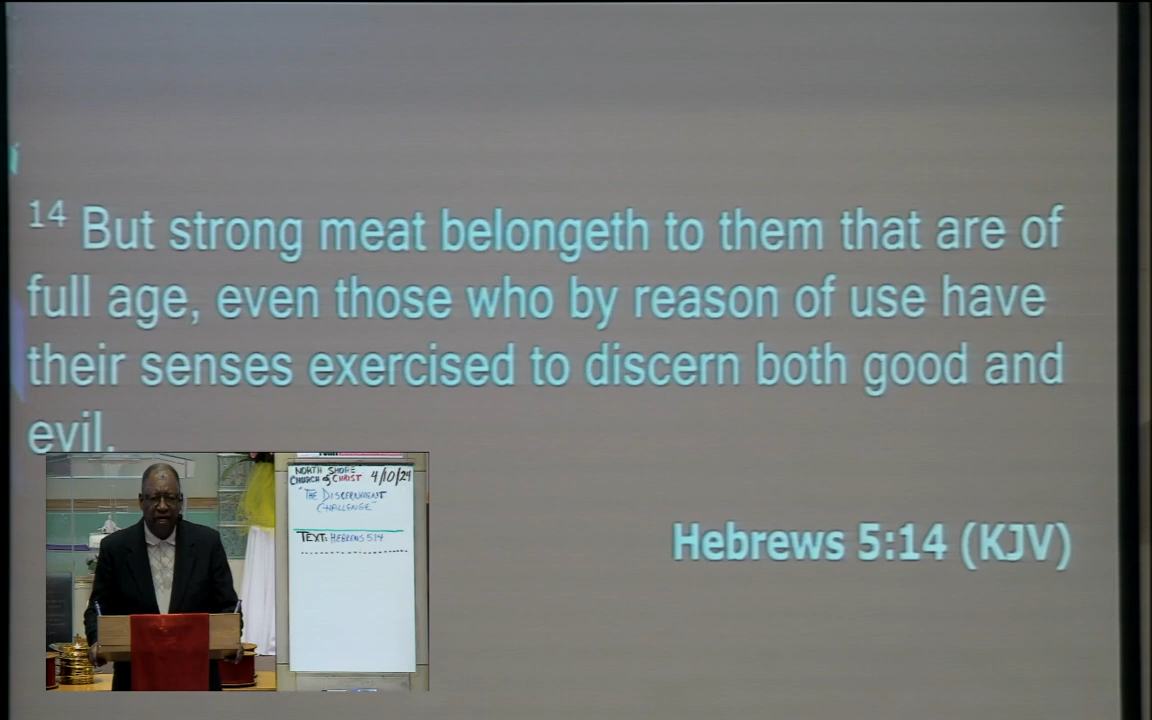 14 But strong meat belongeth to them that are of
full age, even those who by reason of use have
their senses exercised to discern both good and
evil.
Hebrews 5:14 (KJV)
NORTH SHORE
CHURCH of CHRIST 4/10/24
"THE DISCERNMENT
CHALLENGE"
TEXT: HEBREWS 5:14